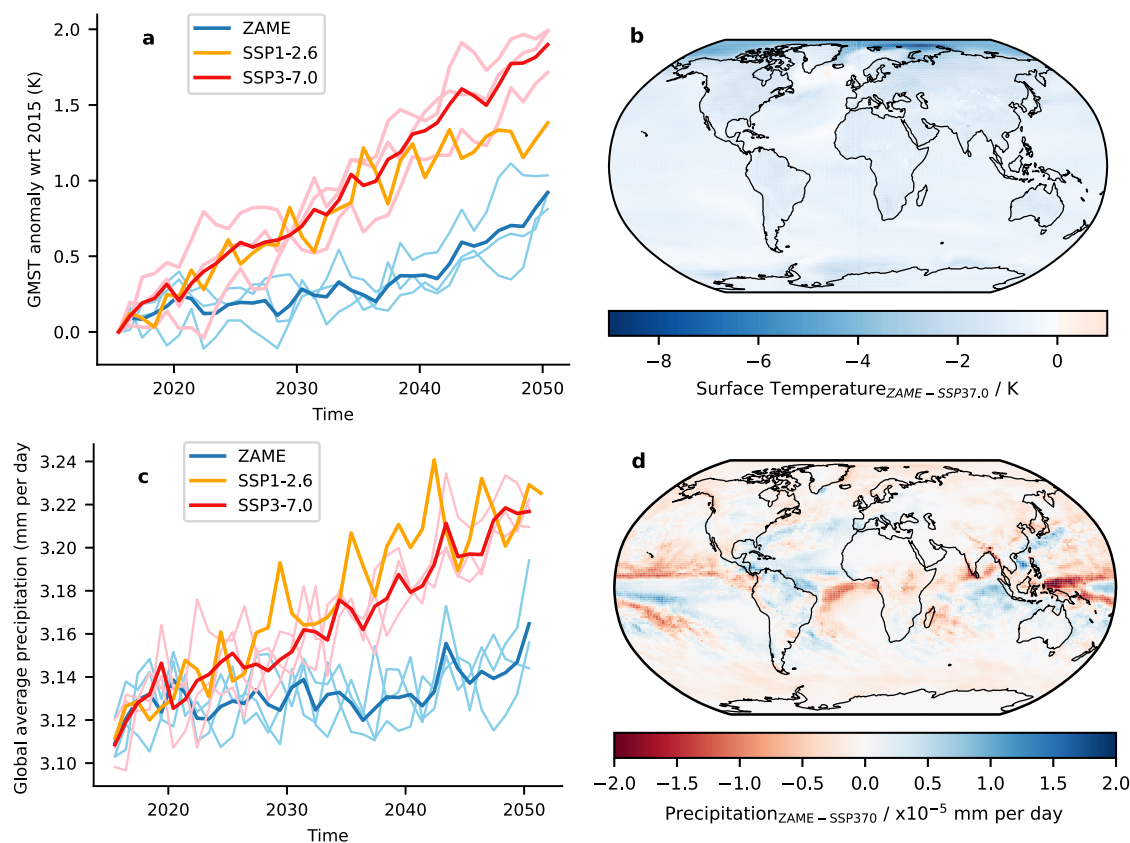 a
ZAME
SSP1-2.6
SSP3-7.0
GMST anomaly wrt 2015 (K)
2.0
1.5
1.0
0.5
0.0
2020 2030 2040 2050
Time
b
−8 −6 −4 −2 0
Surface Temperature ZAME − SSP37.0 / K
c
ZAME
SSP1-2.6
SSP3-7.0
Global average precipitation (mm per day)
3.24
3.22
3.20
3.18
3.16
3.14
3.12
3.10
2020 2030 2040 2050
Time
d
−2.0 −1.5 −1.0 −0.5 0.0 0.5 1.0 1.5 2.0
Precipitation ZAME − SSP370 / x10⁻⁵ mm per day